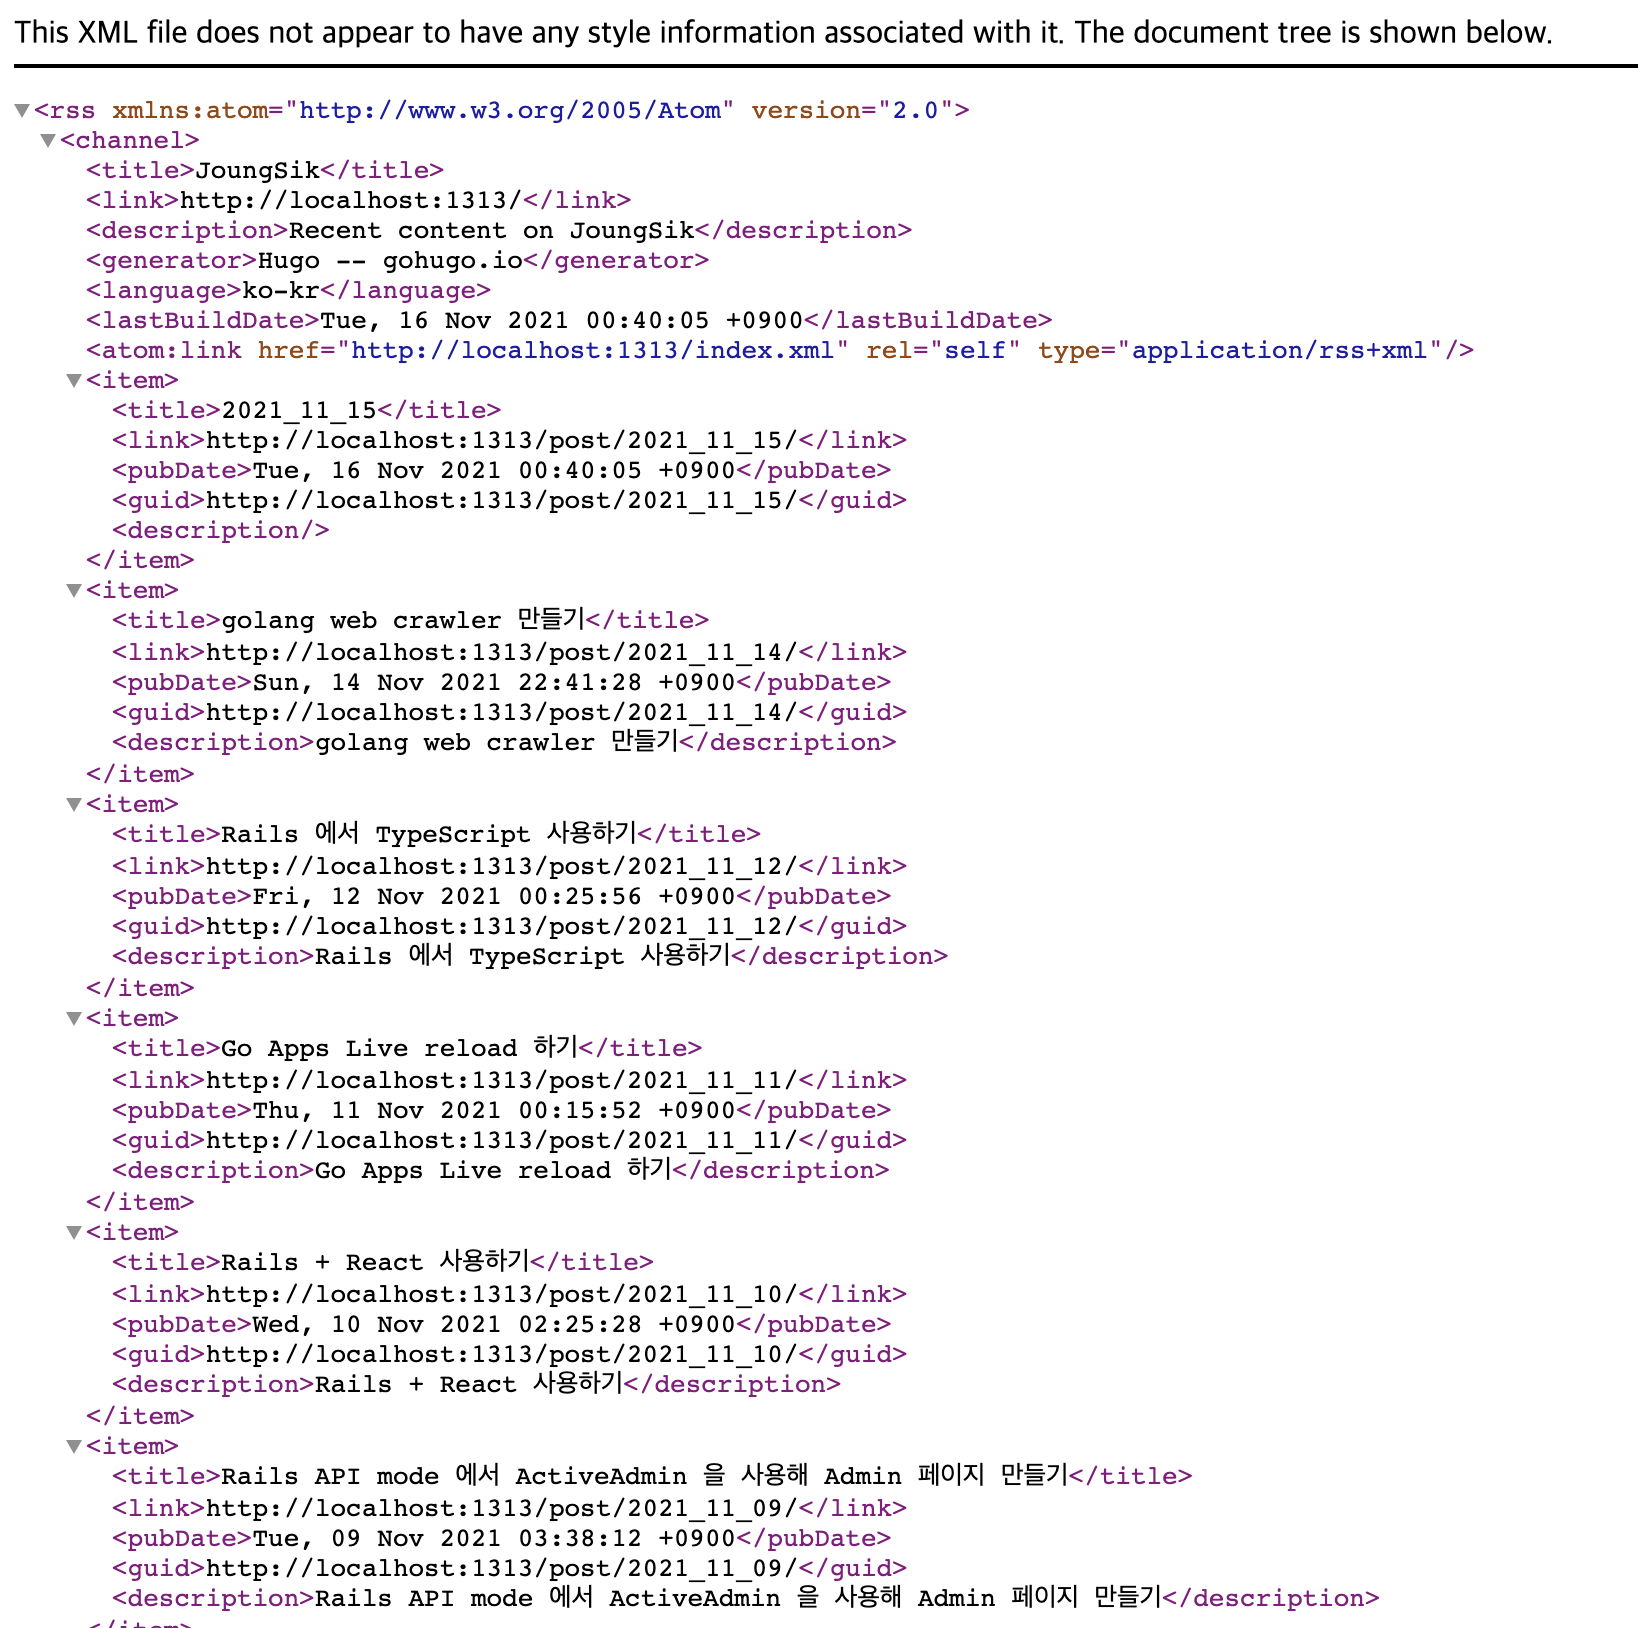 This XML file does not appear to have any style information associated with it. The document tree is shown below.
▼<rss xmlns:atom="http://www.w3.org/2005/Atom" version="2.0">
▼<channel>
<title>JoungSik</title>
<link>http://localhost:1313/</link>
<description>Recent content on JoungSik</description>
<generator>Hugo -- gohugo.io</generator>
<language>ko-kr</language>
<lastBuildDate>Tue, 16 Nov 2021 00:40:05 +0900</lastBuildDate>
<atom:link href="http://localhost:1313/index.xml" rel="self" type="application/rss+xml"/>
▼<item>
<title>2021_11_15</title>
<link>http://localhost:1313/post/2021_11_15/</link>
<pubDate>Tue, 16 Nov 2021 00:40:05 +0900</pubDate>
<guid>http://localhost:1313/post/2021_11_15/</guid>
<description/>
</item>
▼<item>
<title>golang web crawler 만들기</title>
<link>http://localhost:1313/post/2021_11_14/</link>
<pubDate>Sun, 14 Nov 2021 22:41:28 +0900</pubDate>
<guid>http://localhost:1313/post/2021_11_14/</guid>
<description>golang web crawler 만들기</description>
</item>
▼<item>
<title>Rails 에서 TypeScript 사용하기</title>
<link>http://localhost:1313/post/2021_11_12/</link>
<pubDate>Fri, 12 Nov 2021 00:25:56 +0900</pubDate>
<guid>http://localhost:1313/post/2021_11_12/</guid>
<description>Rails 에서 TypeScript 사용하기</description>
</item>
▼<item>
<title>Go Apps Live reload 하기</title>
<link>http://localhost:1313/post/2021_11_11/</link>
<pubDate>Thu, 11 Nov 2021 00:15:52 +0900</pubDate>
<guid>http://localhost:1313/post/2021_11_11/</guid>
<description>Go Apps Live reload 하기</description>
</item>
▼<item>
<title>Rails + React 사용하기</title>
<link>http://localhost:1313/post/2021_11_10/</link>
<pubDate>Wed, 10 Nov 2021 02:25:28 +0900</pubDate>
<guid>http://localhost:1313/post/2021_11_10/</guid>
<description>Rails + React 사용하기</description>
</item>
▼<item>
<title>Rails API mode 에서 ActiveAdmin 을 사용해 Admin 페이지 만들기</title>
<link>http://localhost:1313/post/2021_11_09/</link>
<pubDate>Tue, 09 Nov 2021 03:38:12 +0900</pubDate>
<guid>http://localhost:1313/post/2021_11_09/</guid>
<description>Rails API mode 에서 ActiveAdmin 을 사용해 Admin 페이지 만들기</description>
</item>